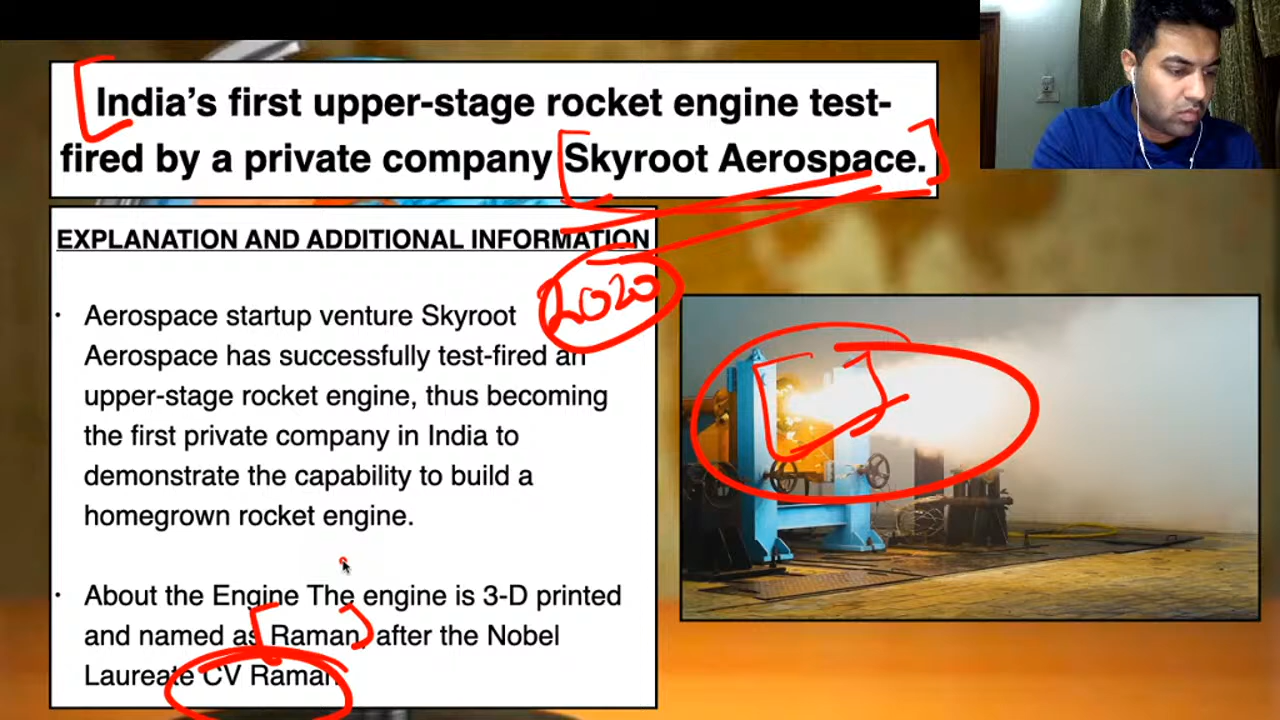 India's first upper-stage rocket engine test-
fired by a private company Skyroot Aerospace.
EXPLANATION AND ADDITIONAL INFORMATION
2020
• Aerospace startup venture Skyroot
Aerospace has successfully test-fired an
upper-stage rocket engine, thus becoming
the first private company in India to
demonstrate the capability to build a
homegrown rocket engine.
• About the Engine The engine is 3-D printed
and named as Raman, after the Nobel
Laureate CV Raman.